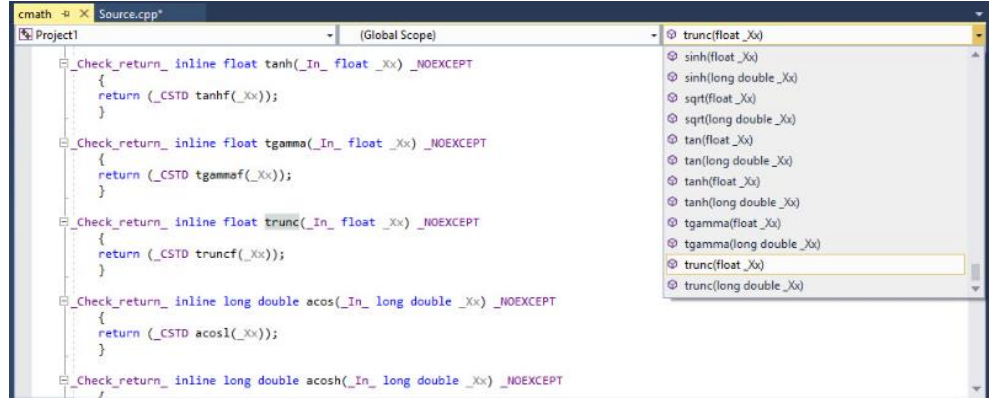 cmath Source.cpp*
Project1 (Global Scope) trunc(float _Xx)
_Check_return_ inline float tanh(_In_ float _Xx) _NOEXCEPT
{
return (_CSTD tanhf(_Xx));
}
_Check_return_ inline float tgamma(_In_ float _Xx) _NOEXCEPT
{
return (_CSTD tgammaf(_Xx));
}
_Check_return_ inline float trunc(_In_ float _Xx) _NOEXCEPT
{
return (_CSTD truncf(_Xx));
}
_Check_return_ inline long double acos(_In_ long double _Xx) _NOEXCEPT
{
return (_CSTD acosl(_Xx));
}
_Check_return_ inline long double acosh(_In_ long double _Xx) _NOEXCEPT
sinh(float _Xx)
sinh(long double _Xx)
sqrt(float _Xx)
sqrt(long double _Xx)
tan(float _Xx)
tan(long double _Xx)
tanh(float _Xx)
tanh(long double _Xx)
tgamma(float _Xx)
tgamma(long double _Xx)
trunc(float _Xx)
trunc(long double _Xx)